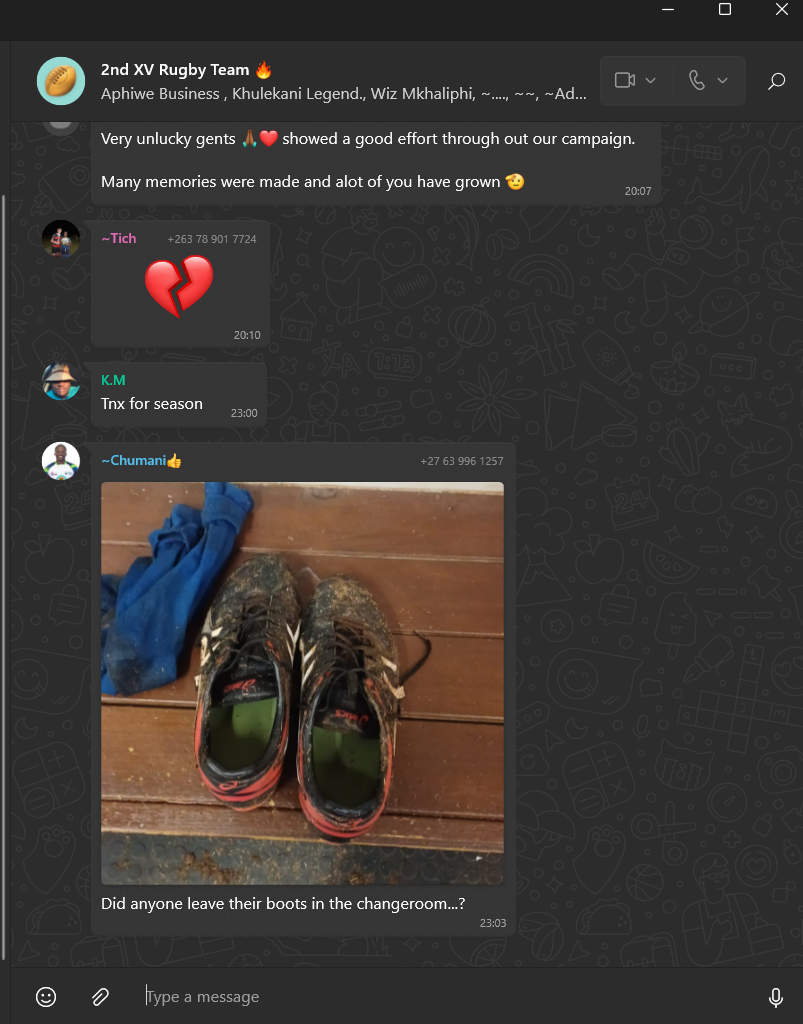 2nd XV Rugby Team 🔥
Aphiwe Business , Khulekani Legend., Wiz Mkhaliphi, ~...., ~~, ~Ad...
Very unlucky gents 🙏🏾❤️ showed a good effort through out our campaign.
Many memories were made and alot of you have grown 🫡
20:07
~Tich +263 78 901 7724
💔
20:10
K.M
Tnx for season
23:00
~Chumani👍 +27 63 996 1257
asics
asics
Did anyone leave their boots in the changeroom...?
23:03
Type a message